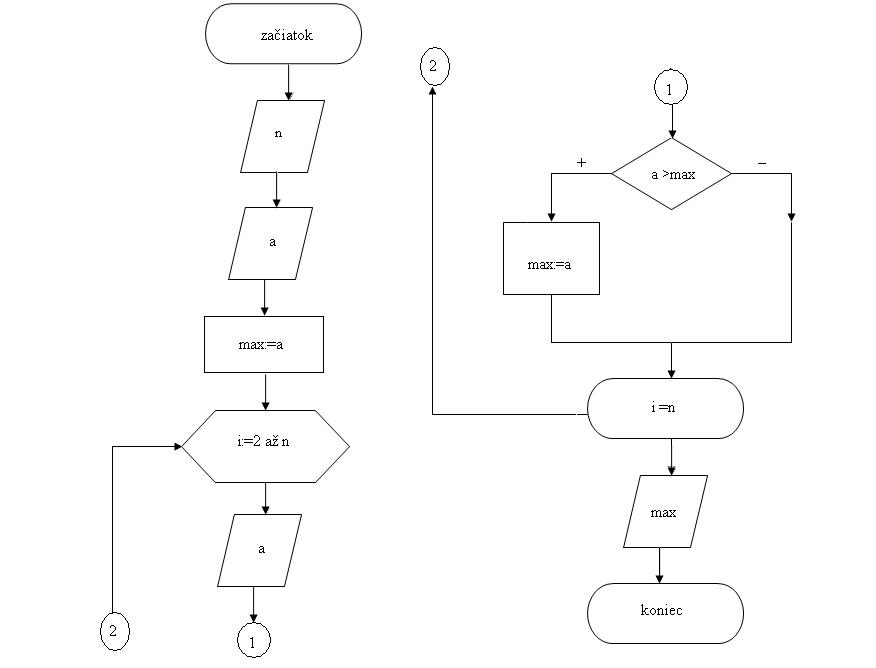 začiatok
n
a
max:=a
i:=2 až n
a
2
1
2
1
a >max
+
–
max:=a
i =n
max
koniec